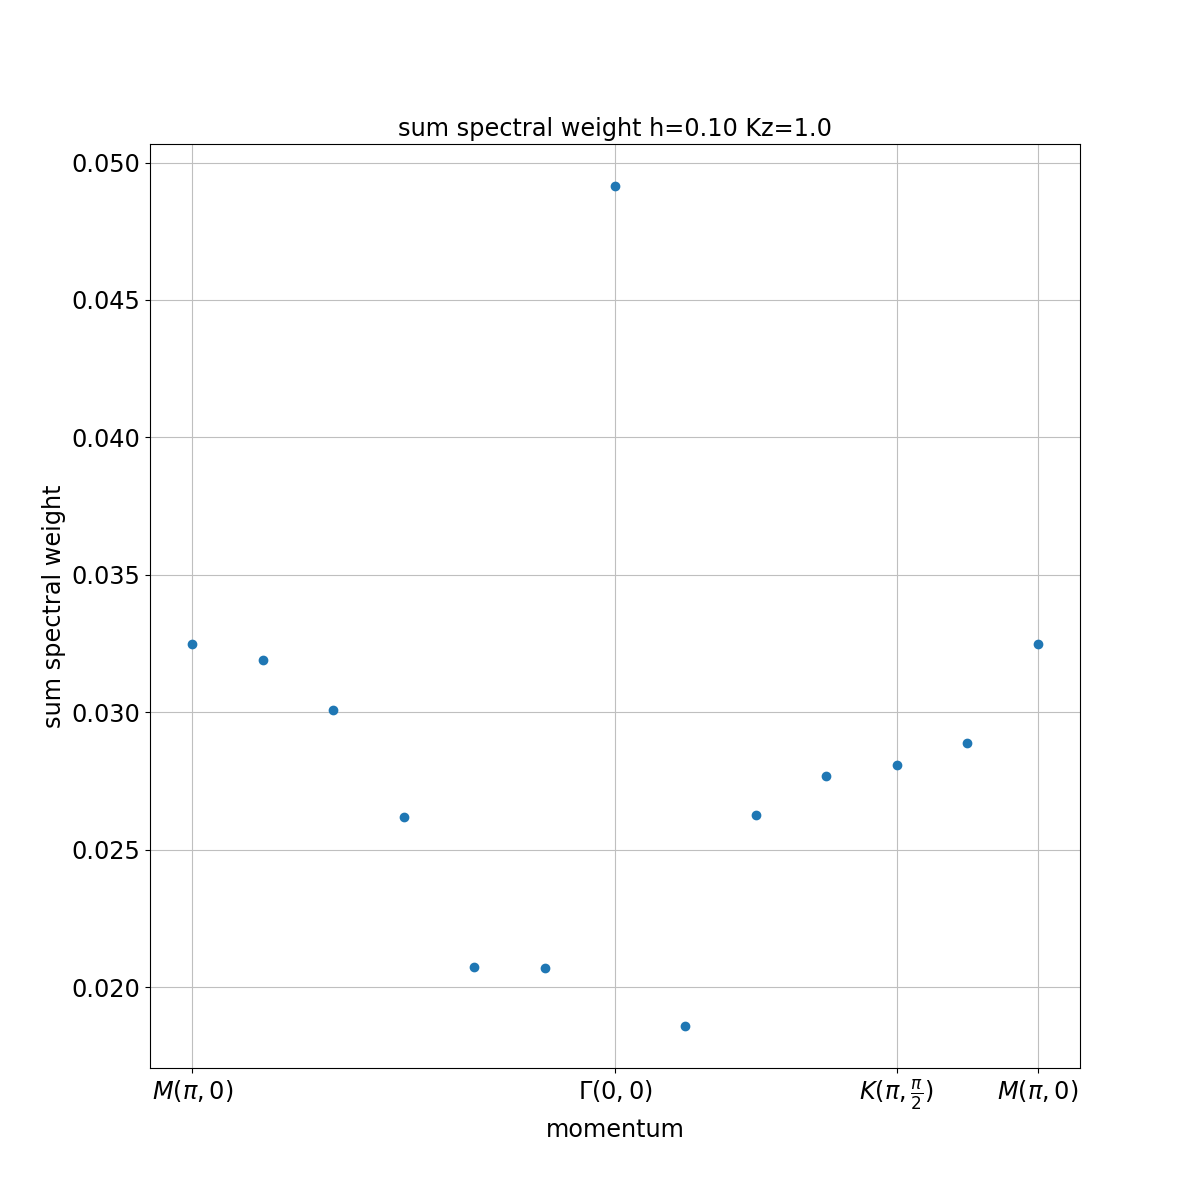 sum spectral weight h=0.10 Kz=1.0
0.050
0.045
0.040
0.035
0.030
0.025
0.020
sum spectral weight
M(π, 0) Γ(0, 0) K(π, π/2) M(π, 0)
momentum